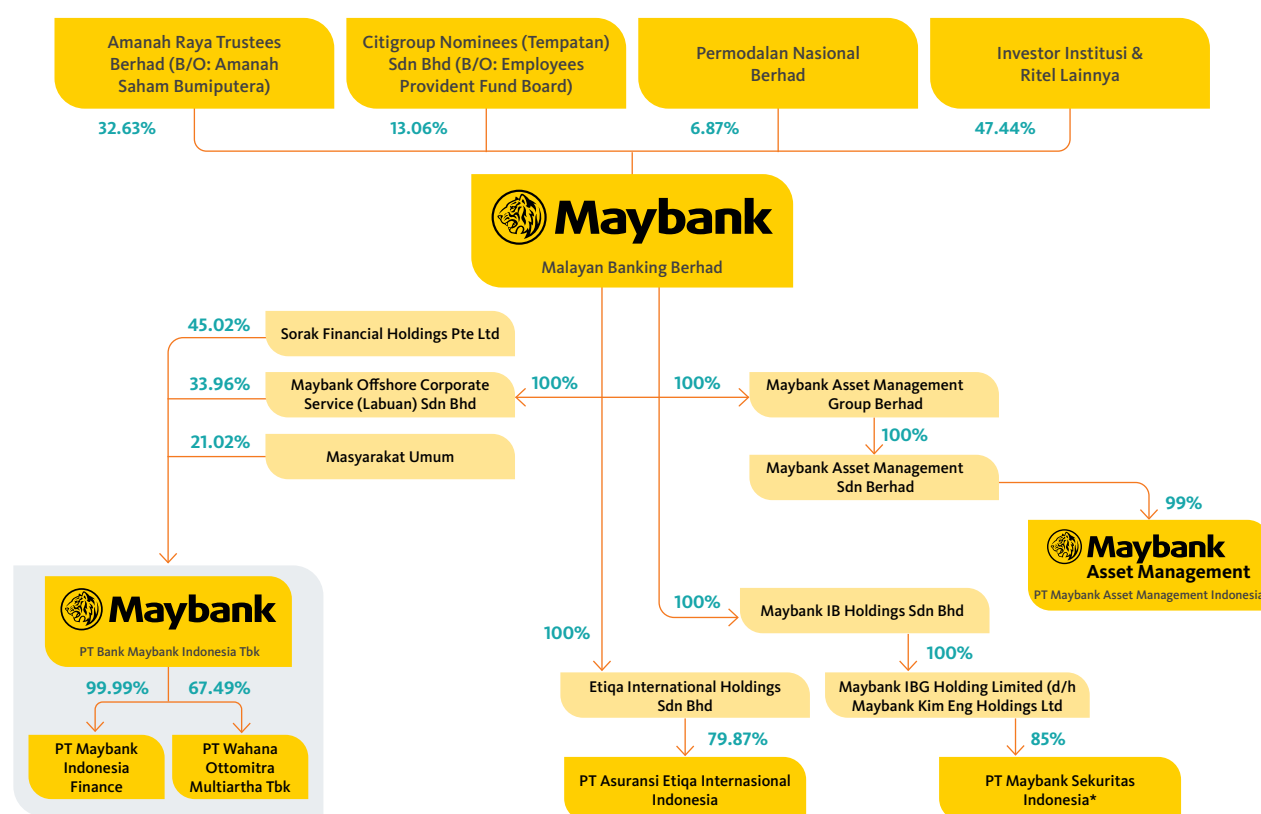 Amanah Raya Trustees
Berhad (B/O: Amanah
Saham Bumiputera)
Citigroup Nominees (Tempatan)
Sdn Bhd (B/O: Employees
Provident Fund Board)
Permodalan Nasional
Berhad
Investor Institusi &
Ritel Lainnya
32.63%
13.06%
6.87%
47.44%
Maybank
Malayan Banking Berhad
45.02%
Sorak Financial Holdings Pte Ltd
33.96%
Maybank Offshore Corporate
Service (Labuan) Sdn Bhd
100%
100%
Maybank Asset Management
Group Berhad
21.02%
Masyarakat Umum
100%
Maybank Asset Management
Sdn Berhad
99%
Maybank
Asset Management
PT Maybank Asset Management Indonesia
Maybank
PT Bank Maybank Indonesia Tbk
99.99%
67.49%
PT Maybank
Indonesia
Finance
PT Wahana
Ottomitra
Multiartha Tbk
100%
Maybank IB Holdings Sdn Bhd
100%
100%
Etiqa International Holdings
Sdn Bhd
Maybank IBG Holding Limited (d/h
Maybank Kim Eng Holdings Ltd
79.87%
85%
PT Asuransi Etiqa Internasional
Indonesia
PT Maybank Sekuritas
Indonesia*